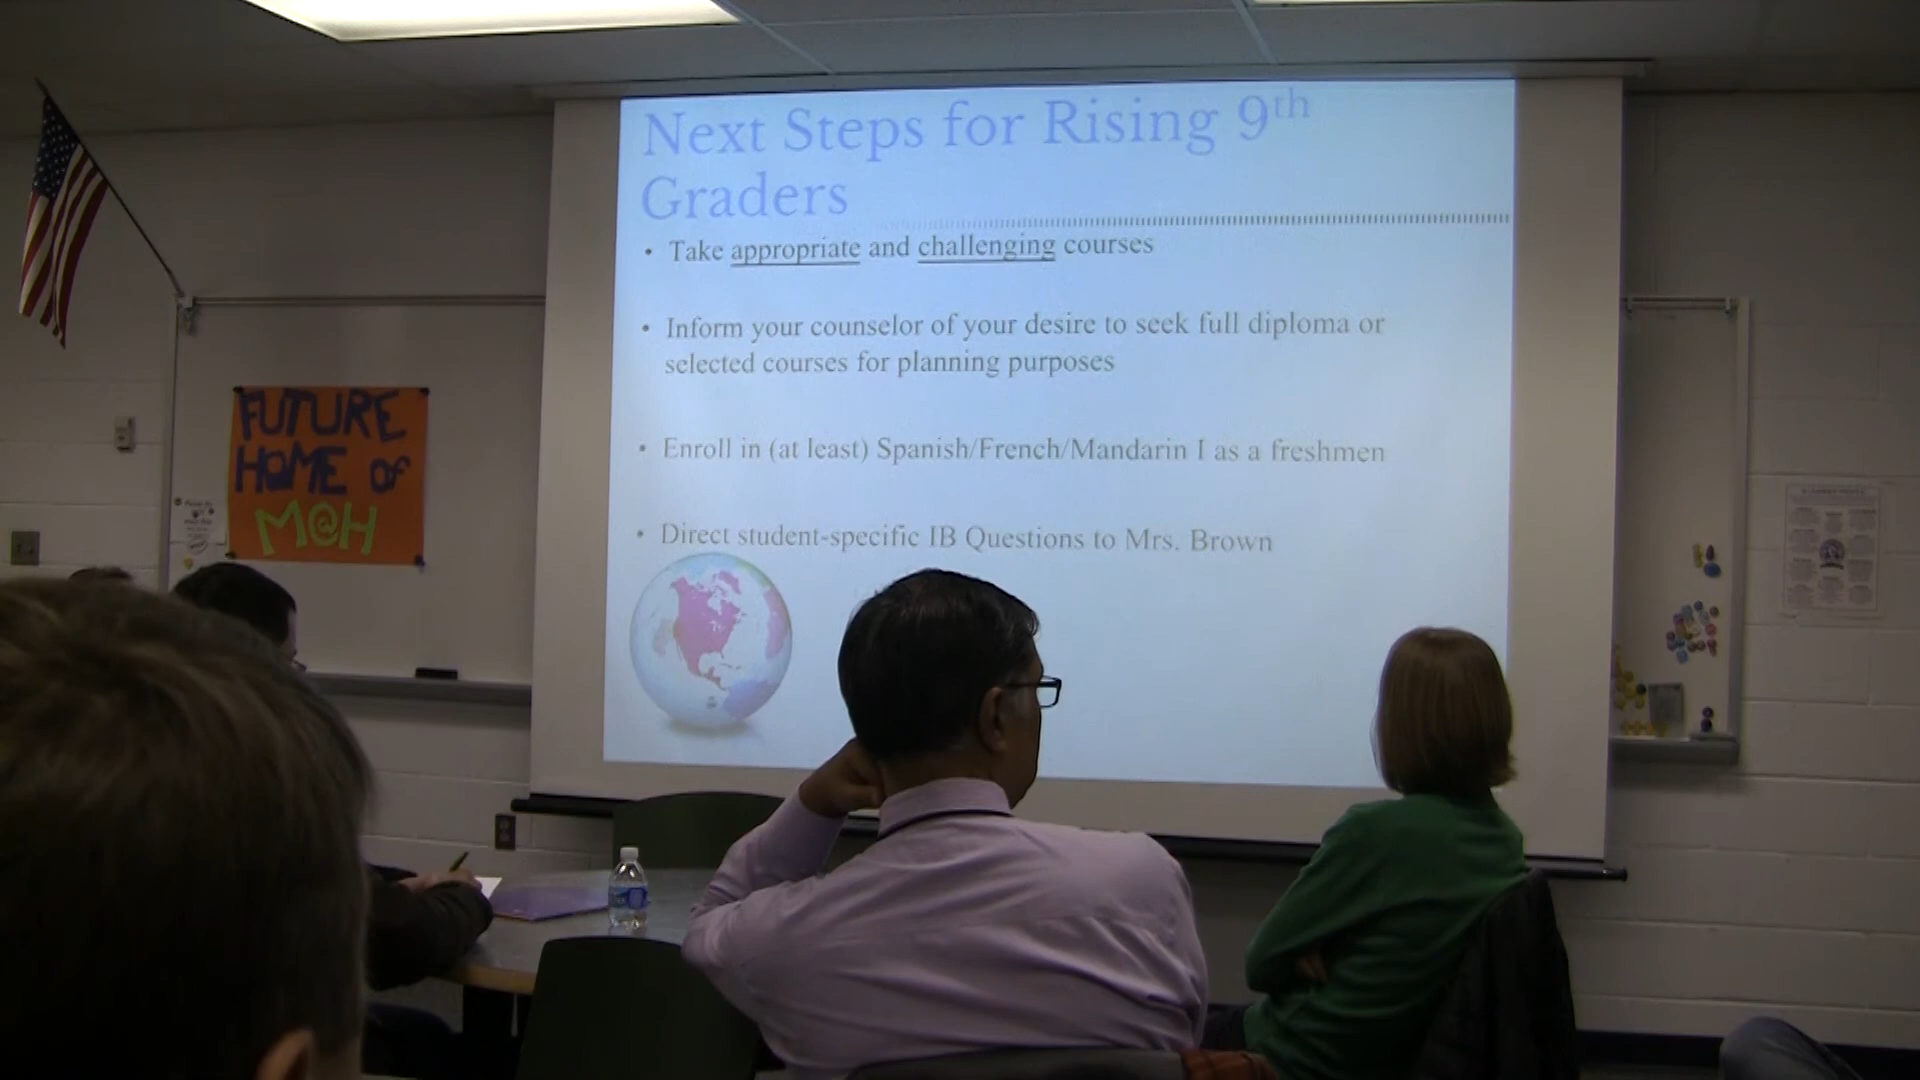 Next Steps for Rising 9th
Graders
• Take appropriate and challenging courses
• Inform your counselor of your desire to seek full diploma or
selected courses for planning purposes
• Enroll in (at least) Spanish/French/Mandarin I as a freshmen
• Direct student-specific IB Questions to Mrs. Brown
FUTURE
HOME OF
M@H